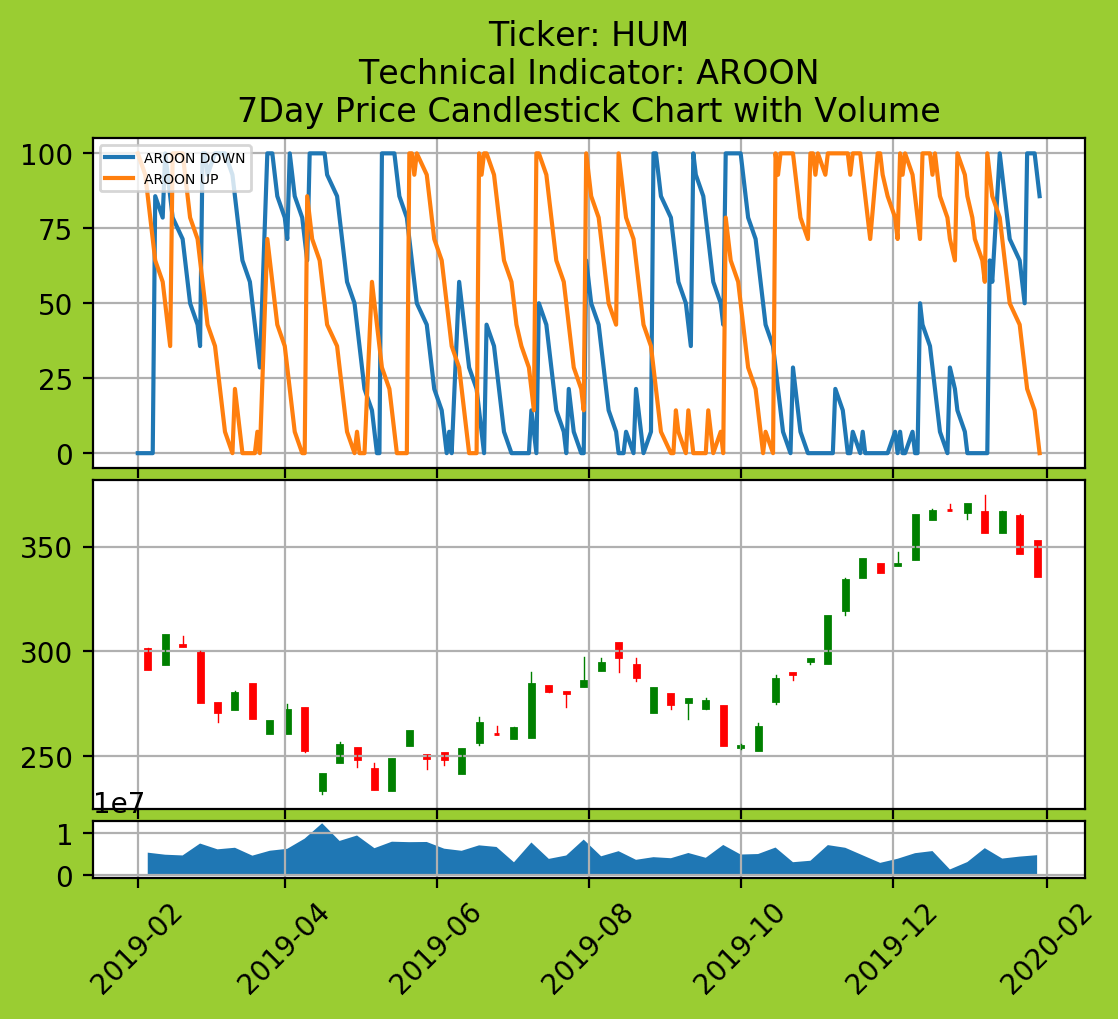 Ticker: HUM
Technical Indicator: AROON
7Day Price Candlestick Chart with Volume
100
75
50
25
0
AROON DOWN
AROON UP
350
300
250
1e7
1
0
2019-02
2019-04
2019-06
2019-08
2019-10
2019-12
2020-02